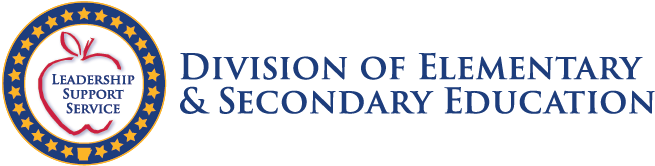 LEADERSHIP
SUPPORT
SERVICE
DIVISION OF ELEMENTARY
& SECONDARY EDUCATION